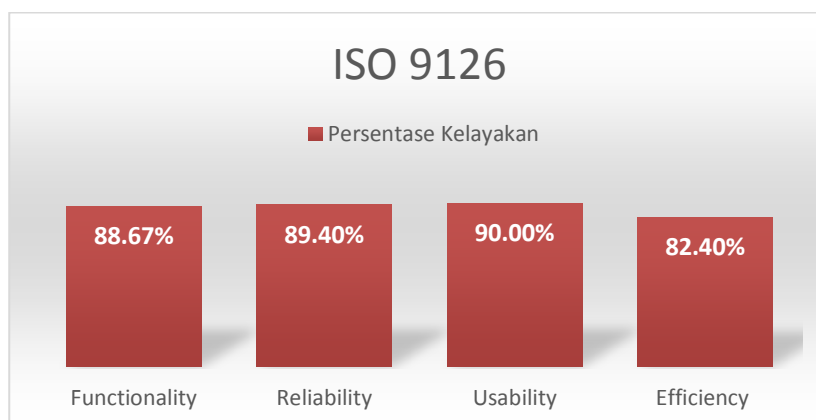 ISO 9126
Persentase Kelayakan
88.67% 89.40% 90.00% 82.40%
Functionality Reliability Usability Efficiency